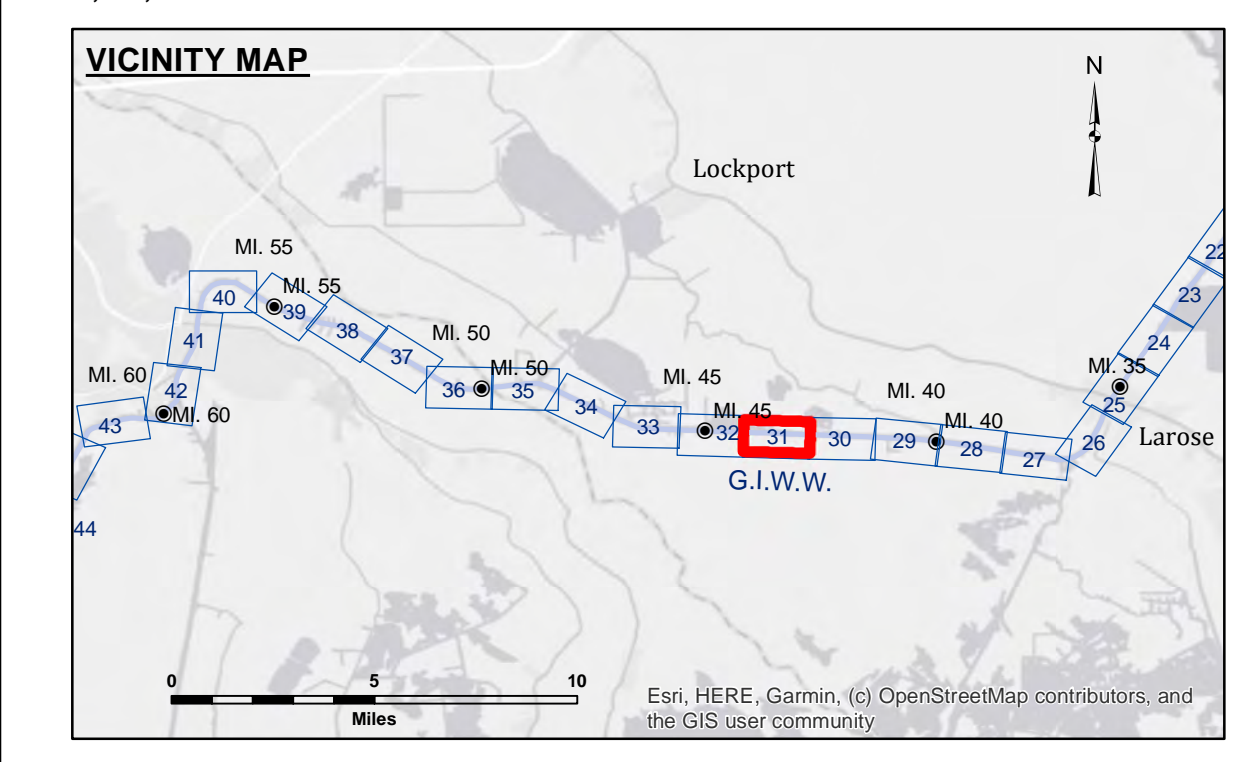 VICINITY MAP
N
Lockport
MI. 55
MI. 55
40
39
22
23
41
38
24
37
MI. 50
MI. 50
MI. 35
MI. 60
42
36
35
MI. 45
MI. 40
25
43
MI. 60
34
MI. 45
MI. 40
33
32
31
30
29
28
27
26
Larose
G.I.W.W.
44
0
5
10
Miles
Esri, HERE, Garmin, (c) OpenStreetMap contributors, and
the GIS user community